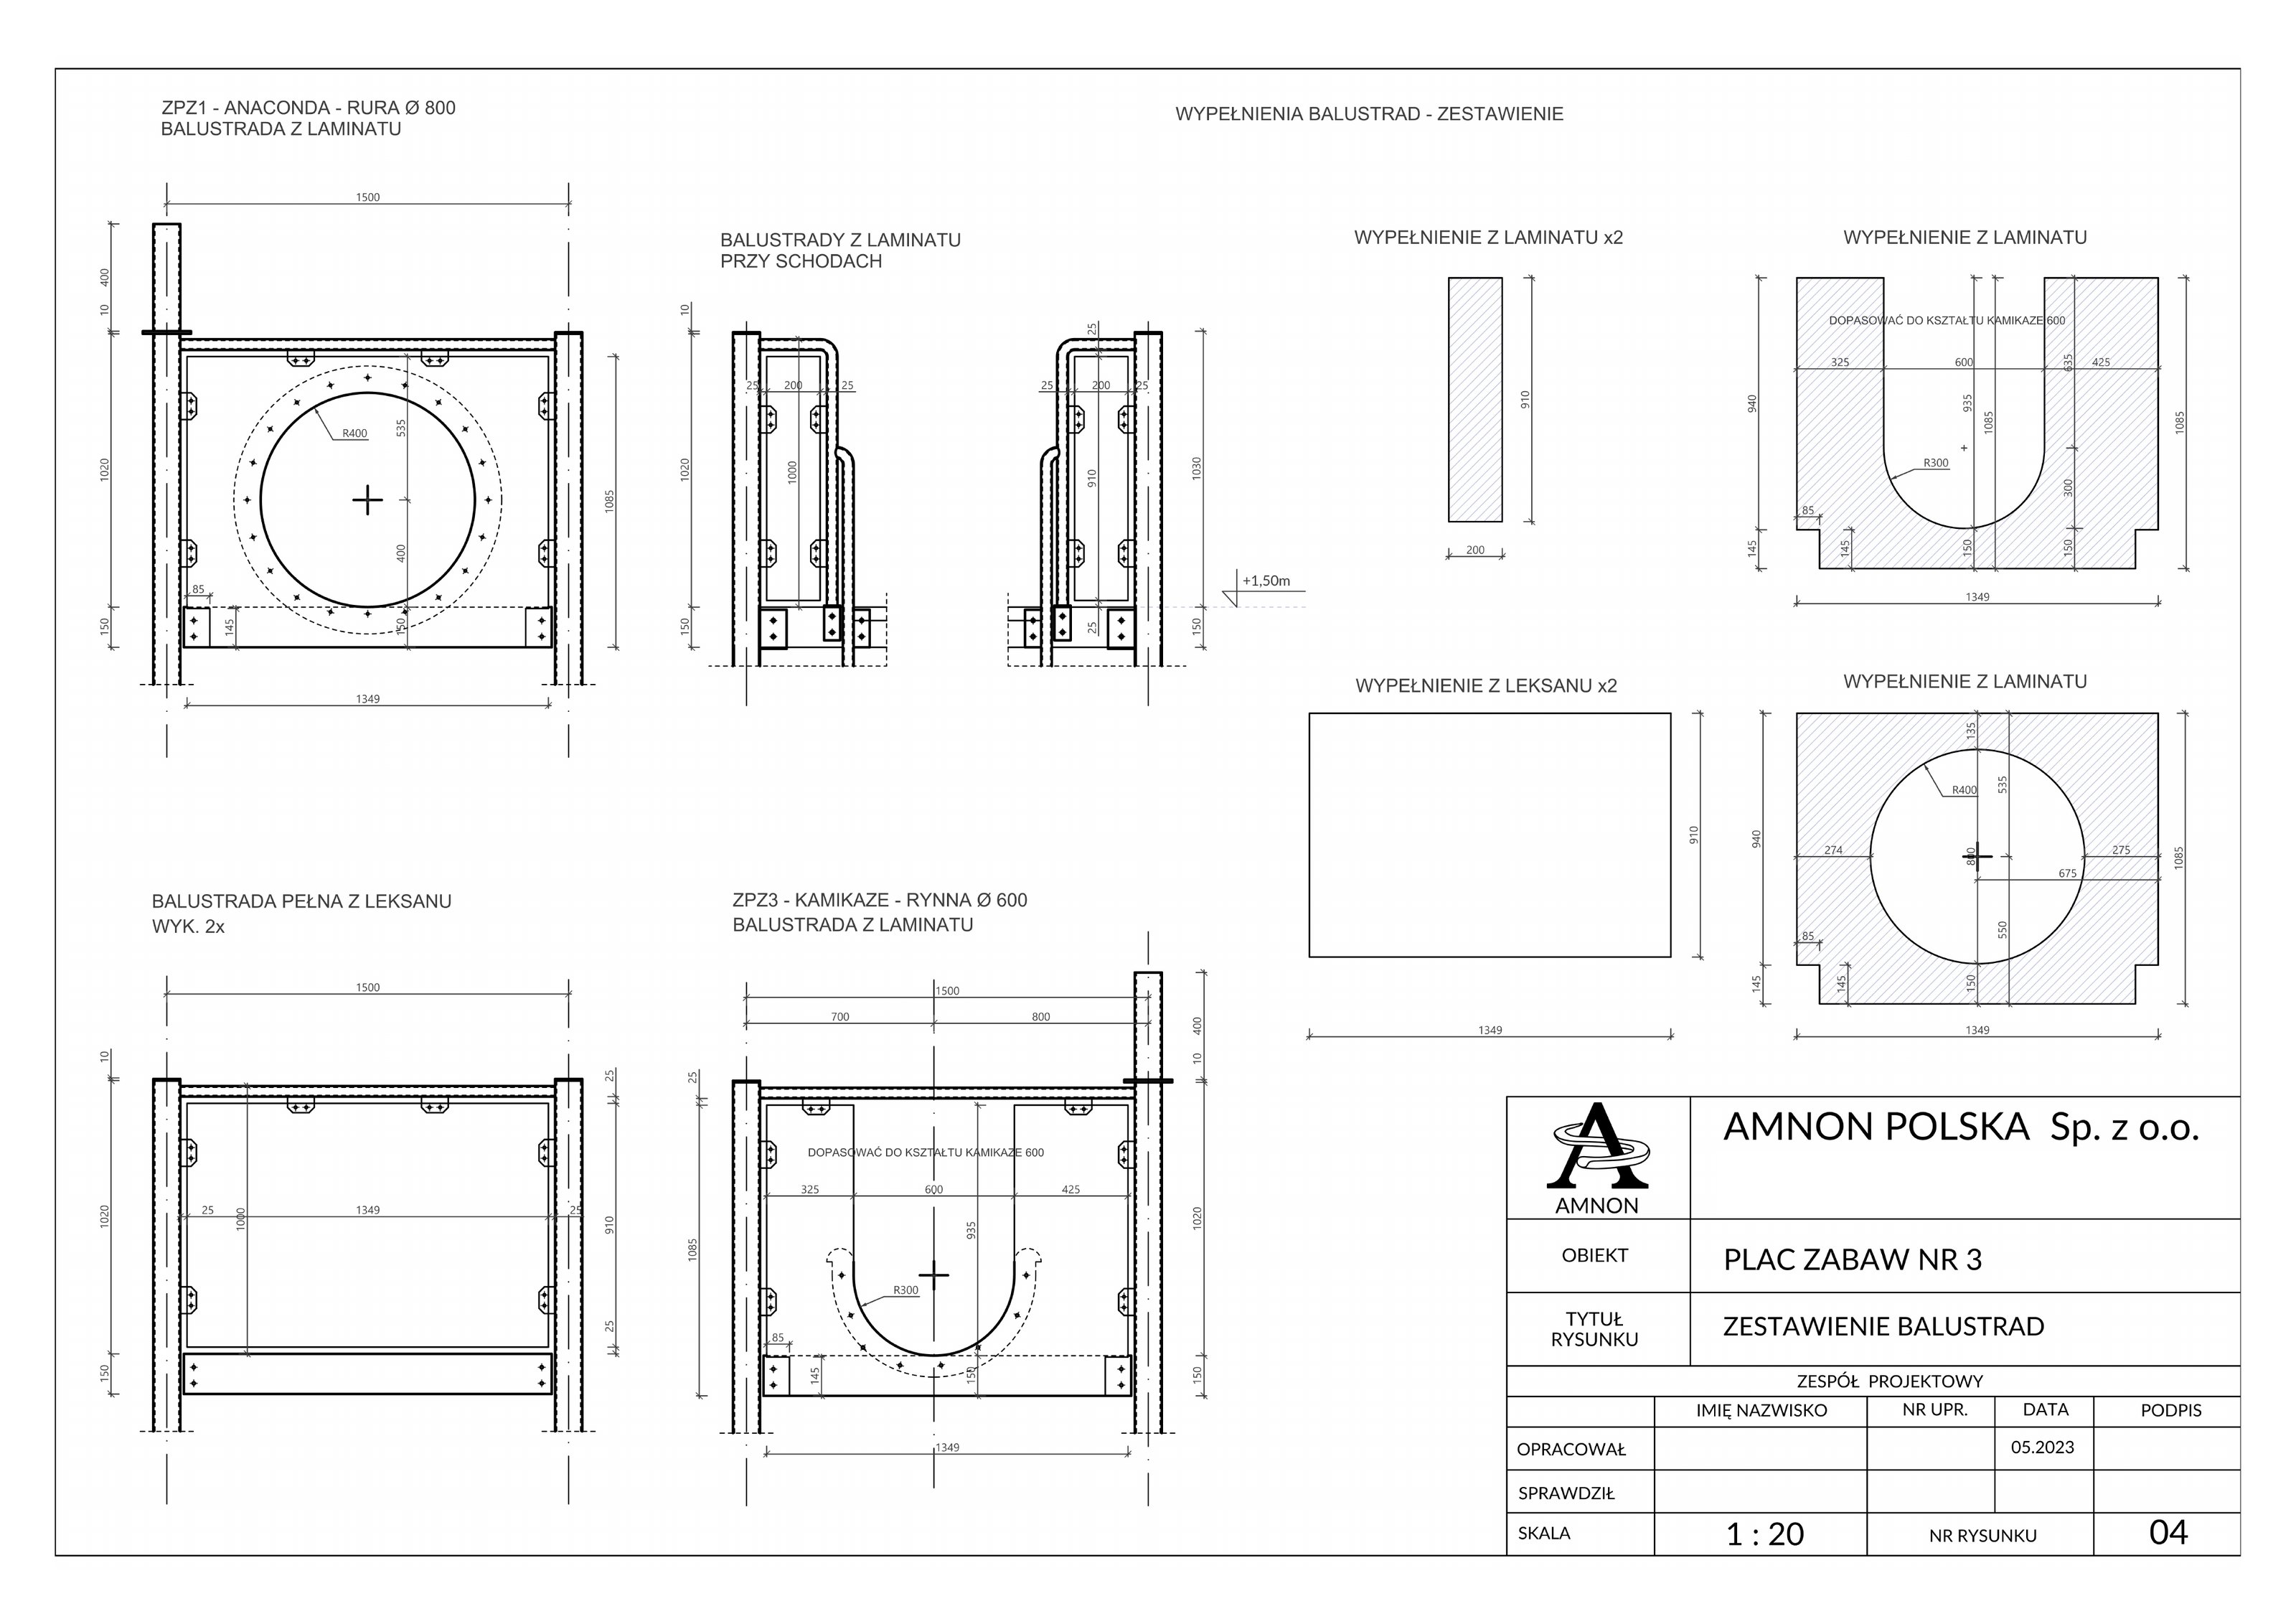 ZPZ1 - ANACONDA - RURA Ø 800
BALUSTRADA Z LAMINATU
1500
400
10
1020
150
R400
535
400
85
145
150
1085
1349
BALUSTRADY Z LAMINATU
PRZY SCHODACH
10
1020
150
25
200
25
1000
25
25
200
25
910
25
1030
150
+1,50m
WYPEŁNIENIA BALUSTRAD - ZESTAWIENIE
WYPEŁNIENIE Z LAMINATU x2
910
200
WYPEŁNIENIE Z LAMINATU
DOPASOWAĆ DO KSZTAŁTU KAMIKAZE 600
325
600
635
425
940
935
1085
1085
R300
300
85
145
145
150
150
1349
WYPEŁNIENIE Z LEKSANU x2
910
1349
WYPEŁNIENIE Z LAMINATU
135
R400
535
940
274
800
275
675
1085
550
85
145
145
150
1349
BALUSTRADA PEŁNA Z LEKSANU
WYK. 2x
1500
10
25
1020
25
1000
1349
25
910
25
150
ZPZ3 - KAMIKAZE - RYNNA Ø 600
BALUSTRADA Z LAMINATU
1500
700
800
400
10
25
DOPASOWAĆ DO KSZTAŁTU KAMIKAZE 600
325
600
425
1085
935
1020
R300
85
145
150
150
1349
AMNON
AMNON POLSKA Sp. z o.o.
OBIEKT
PLAC ZABAW NR 3
TYTUŁ
RYSUNKU
ZESTAWIENIE BALUSTRAD
ZESPÓŁ PROJEKTOWY
IMIĘ NAZWISKO
NR UPR.
DATA
PODPIS
OPRACOWAŁ
05.2023
SPRAWDZIŁ
SKALA
1 : 20
NR RYSUNKU
04